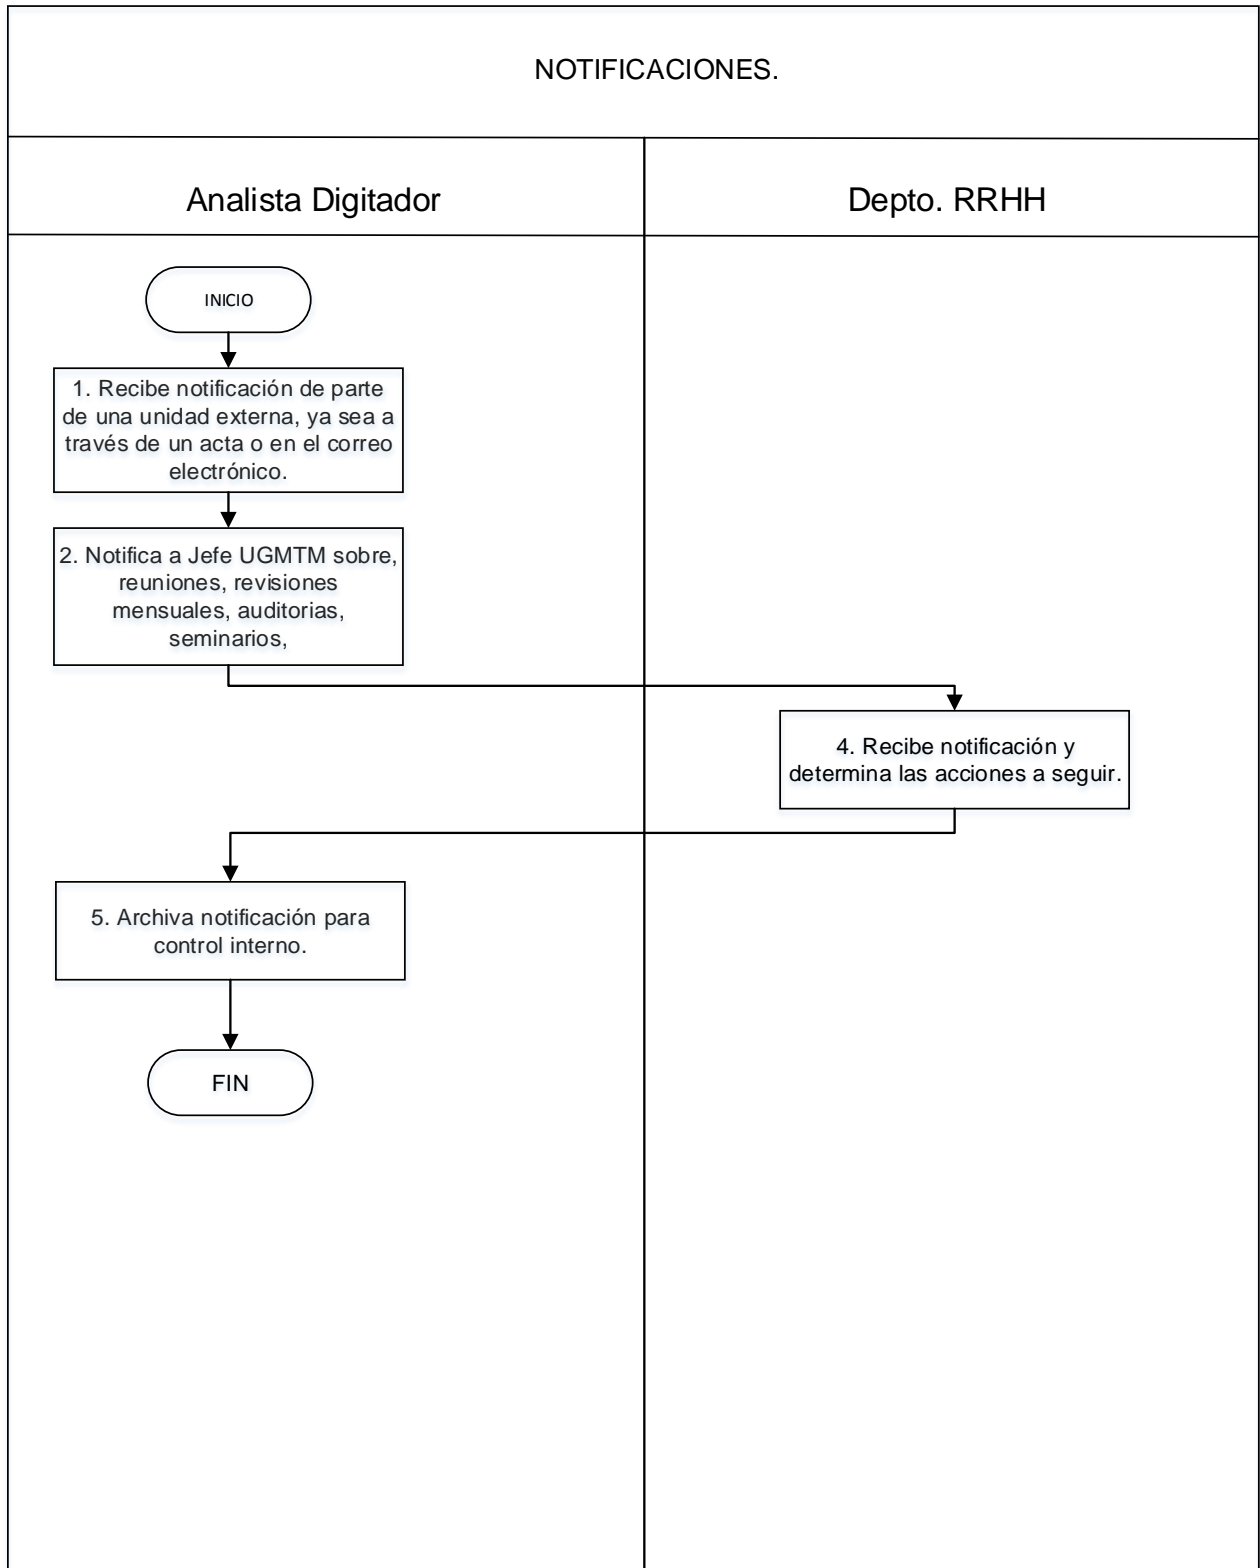 NOTIFICACIONES.
Analista Digitador
Depto. RRHH
INICIO
1. Recibe notificación de parte
de una unidad externa, ya sea a
través de un acta o en el correo
electrónico.
2. Notifica a Jefe UGMTM sobre,
reuniones, revisiones
mensuales, auditorias,
seminarios,
4. Recibe notificación y
determina las acciones a seguir.
5. Archiva notificación para
control interno.
FIN